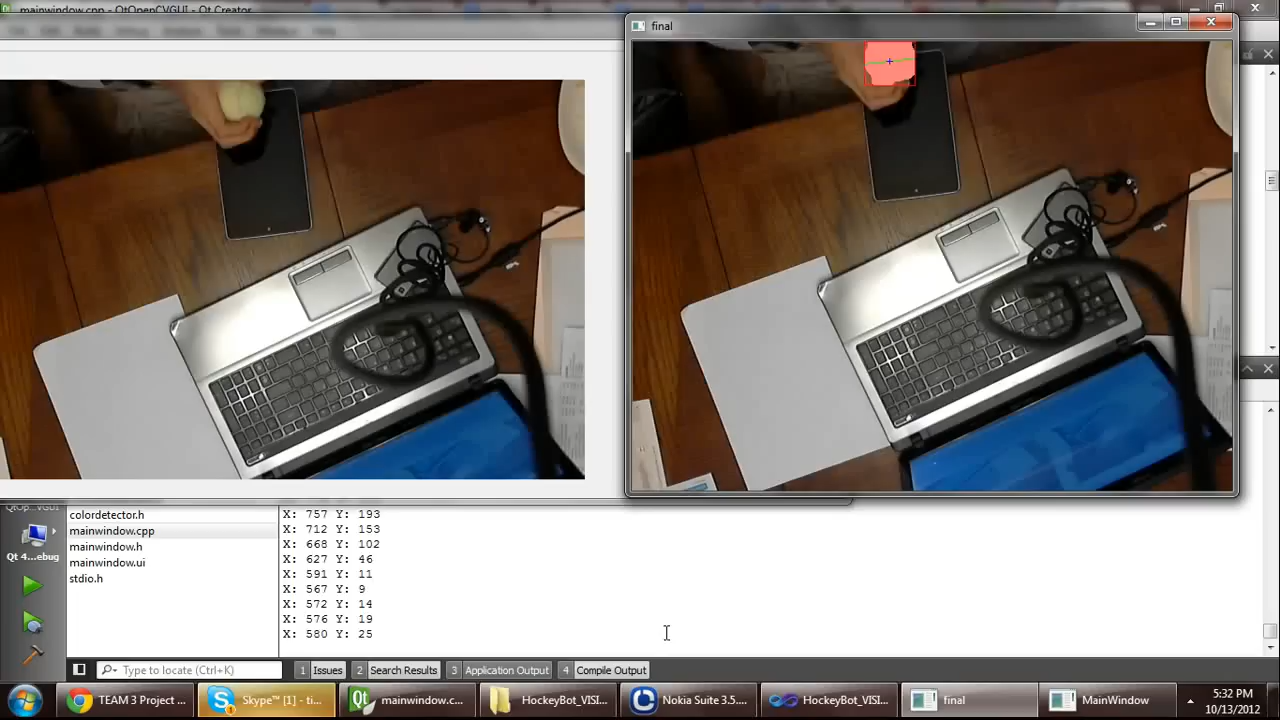 mainwindow.cpp - QtOpenCVGUI - Qt Creator
final
colordetector.h
mainwindow.cpp
mainwindow.h
mainwindow.ui
stdio.h
Qt 4...ebug
X: 757 Y: 193
X: 712 Y: 153
X: 668 Y: 102
X: 627 Y: 46
X: 591 Y: 11
X: 567 Y: 9
X: 572 Y: 14
X: 576 Y: 19
X: 580 Y: 25
Type to locate (Ctrl+K)
1 Issues
2 Search Results
3 Application Output
4 Compile Output
TEAM 3 Project ...
Skype™ [1] - ti...
mainwindow.c...
HockeyBot_VISI...
Nokia Suite 3.5....
HockeyBot_VISI...
final
MainWindow
5:32 PM
10/13/2012